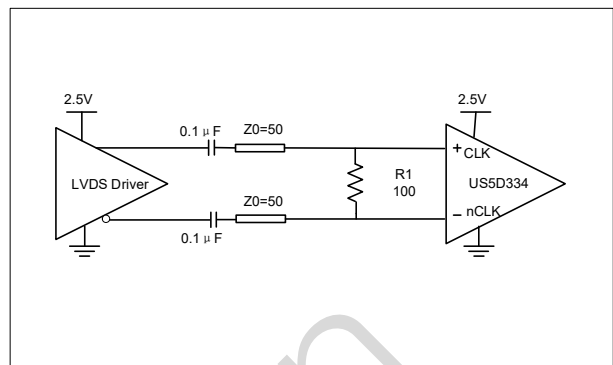 2.5V
2.5V
0.1 μF
Z0=50
+ CLK
LVDS Driver
R1
100
US5D334
− nCLK
Z0=50
0.1 μF